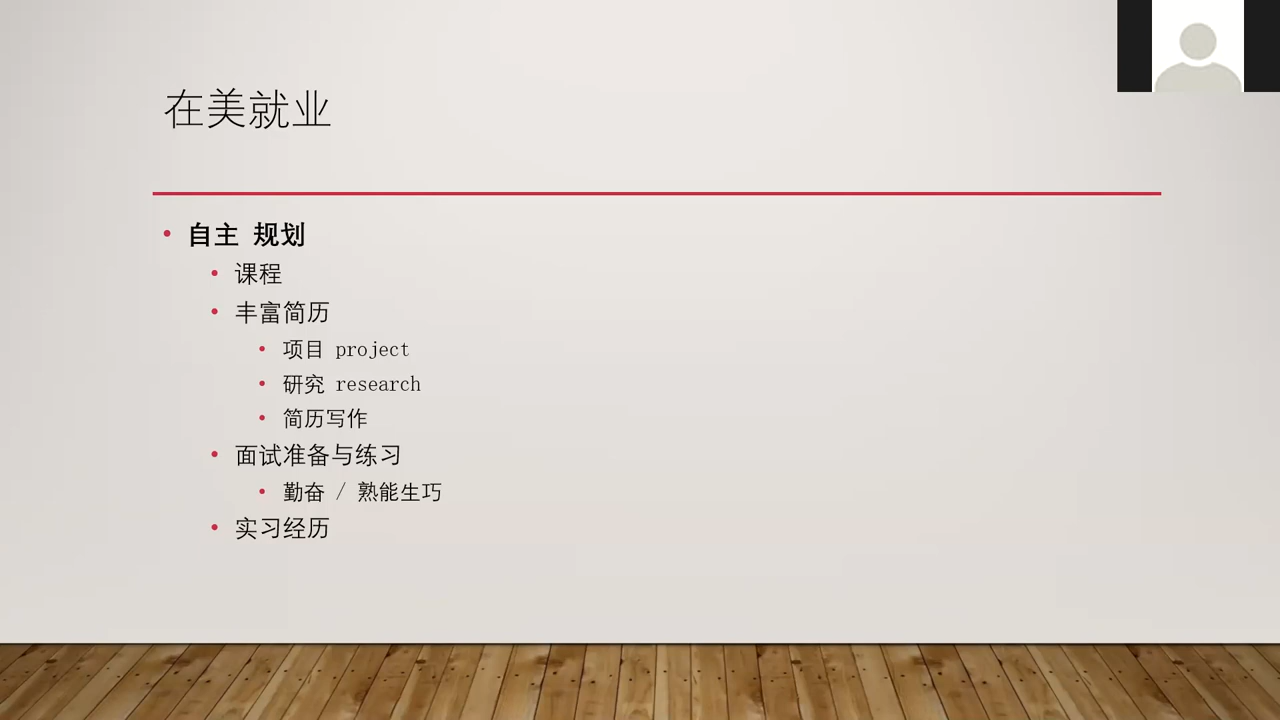 在美就业
自主 规划
课程
丰富简历
项目 project
研究 research
简历写作
面试准备与练习
勤奋 / 熟能生巧
实习经历